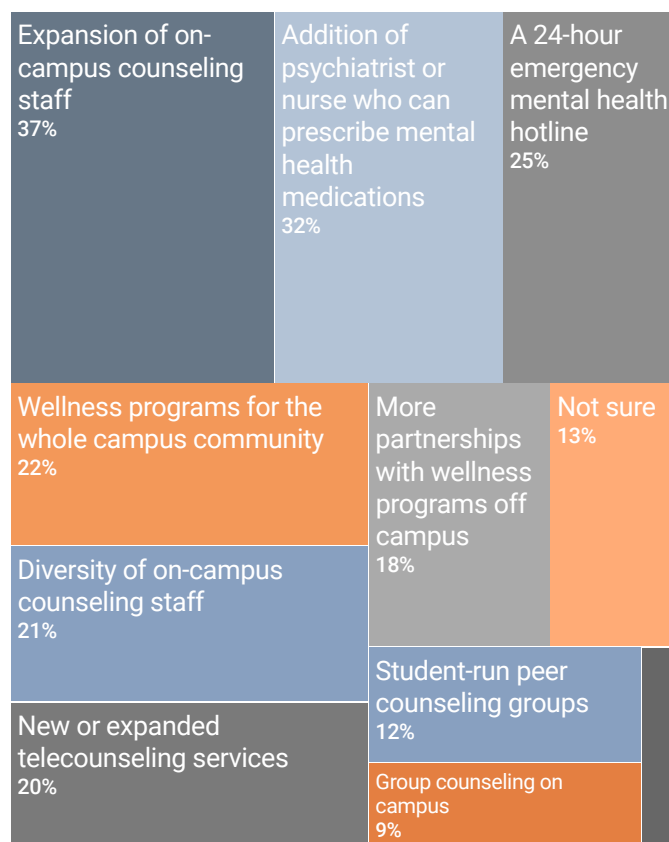 Expansion of on-
campus counseling
staff
37%
Addition of
psychiatrist or
nurse who can
prescribe mental
health
medications
32%
A 24-hour
emergency
mental health
hotline
25%
Wellness programs for the
whole campus community
22%
More
partnerships
with wellness
programs off
campus
18%
Not sure
13%
Diversity of on-campus
counseling staff
21%
Student-run peer
counseling groups
12%
New or expanded
telecounseling services
20%
Group counseling on
campus
9%